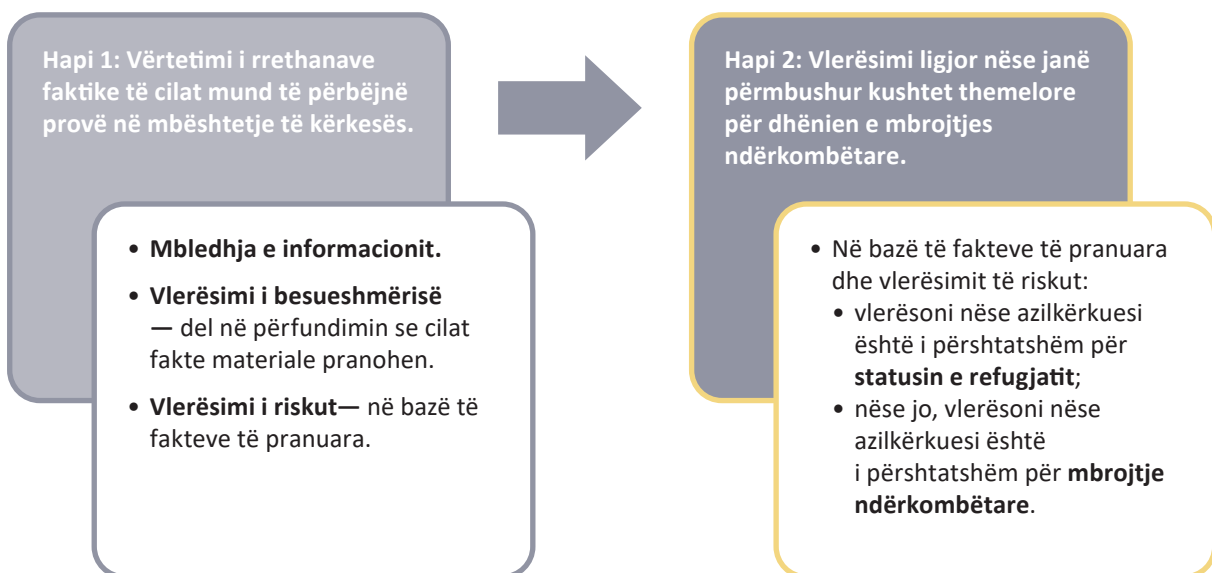 Hapi 1: Vërtetimi i rrethanave
faktike të cilat mund të përbëjnë
provë në mbështetje të kërkesës.
• Mbledhja e informacionit.
• Vlerësimi i besueshmërisë
— del në përfundimin se cilat
fakte materiale pranohen.
• Vlerësimi i riskut— në bazë të
fakteve të pranuara.
Hapi 2: Vlerësimi ligjor nëse janë
përmbushur kushtet themelore
për dhënien e mbrojtjes
ndërkombëtare.
• Në bazë të fakteve të pranuara
dhe vlerësimit të riskut:
• vlerësoni nëse azilkërkuesi
është i përshtatshëm për
statusin e refugjatit;
• nëse jo, vlerësoni nëse
azilkërkuesi është
i përshtatshëm për mbrojtje
ndërkombëtare.